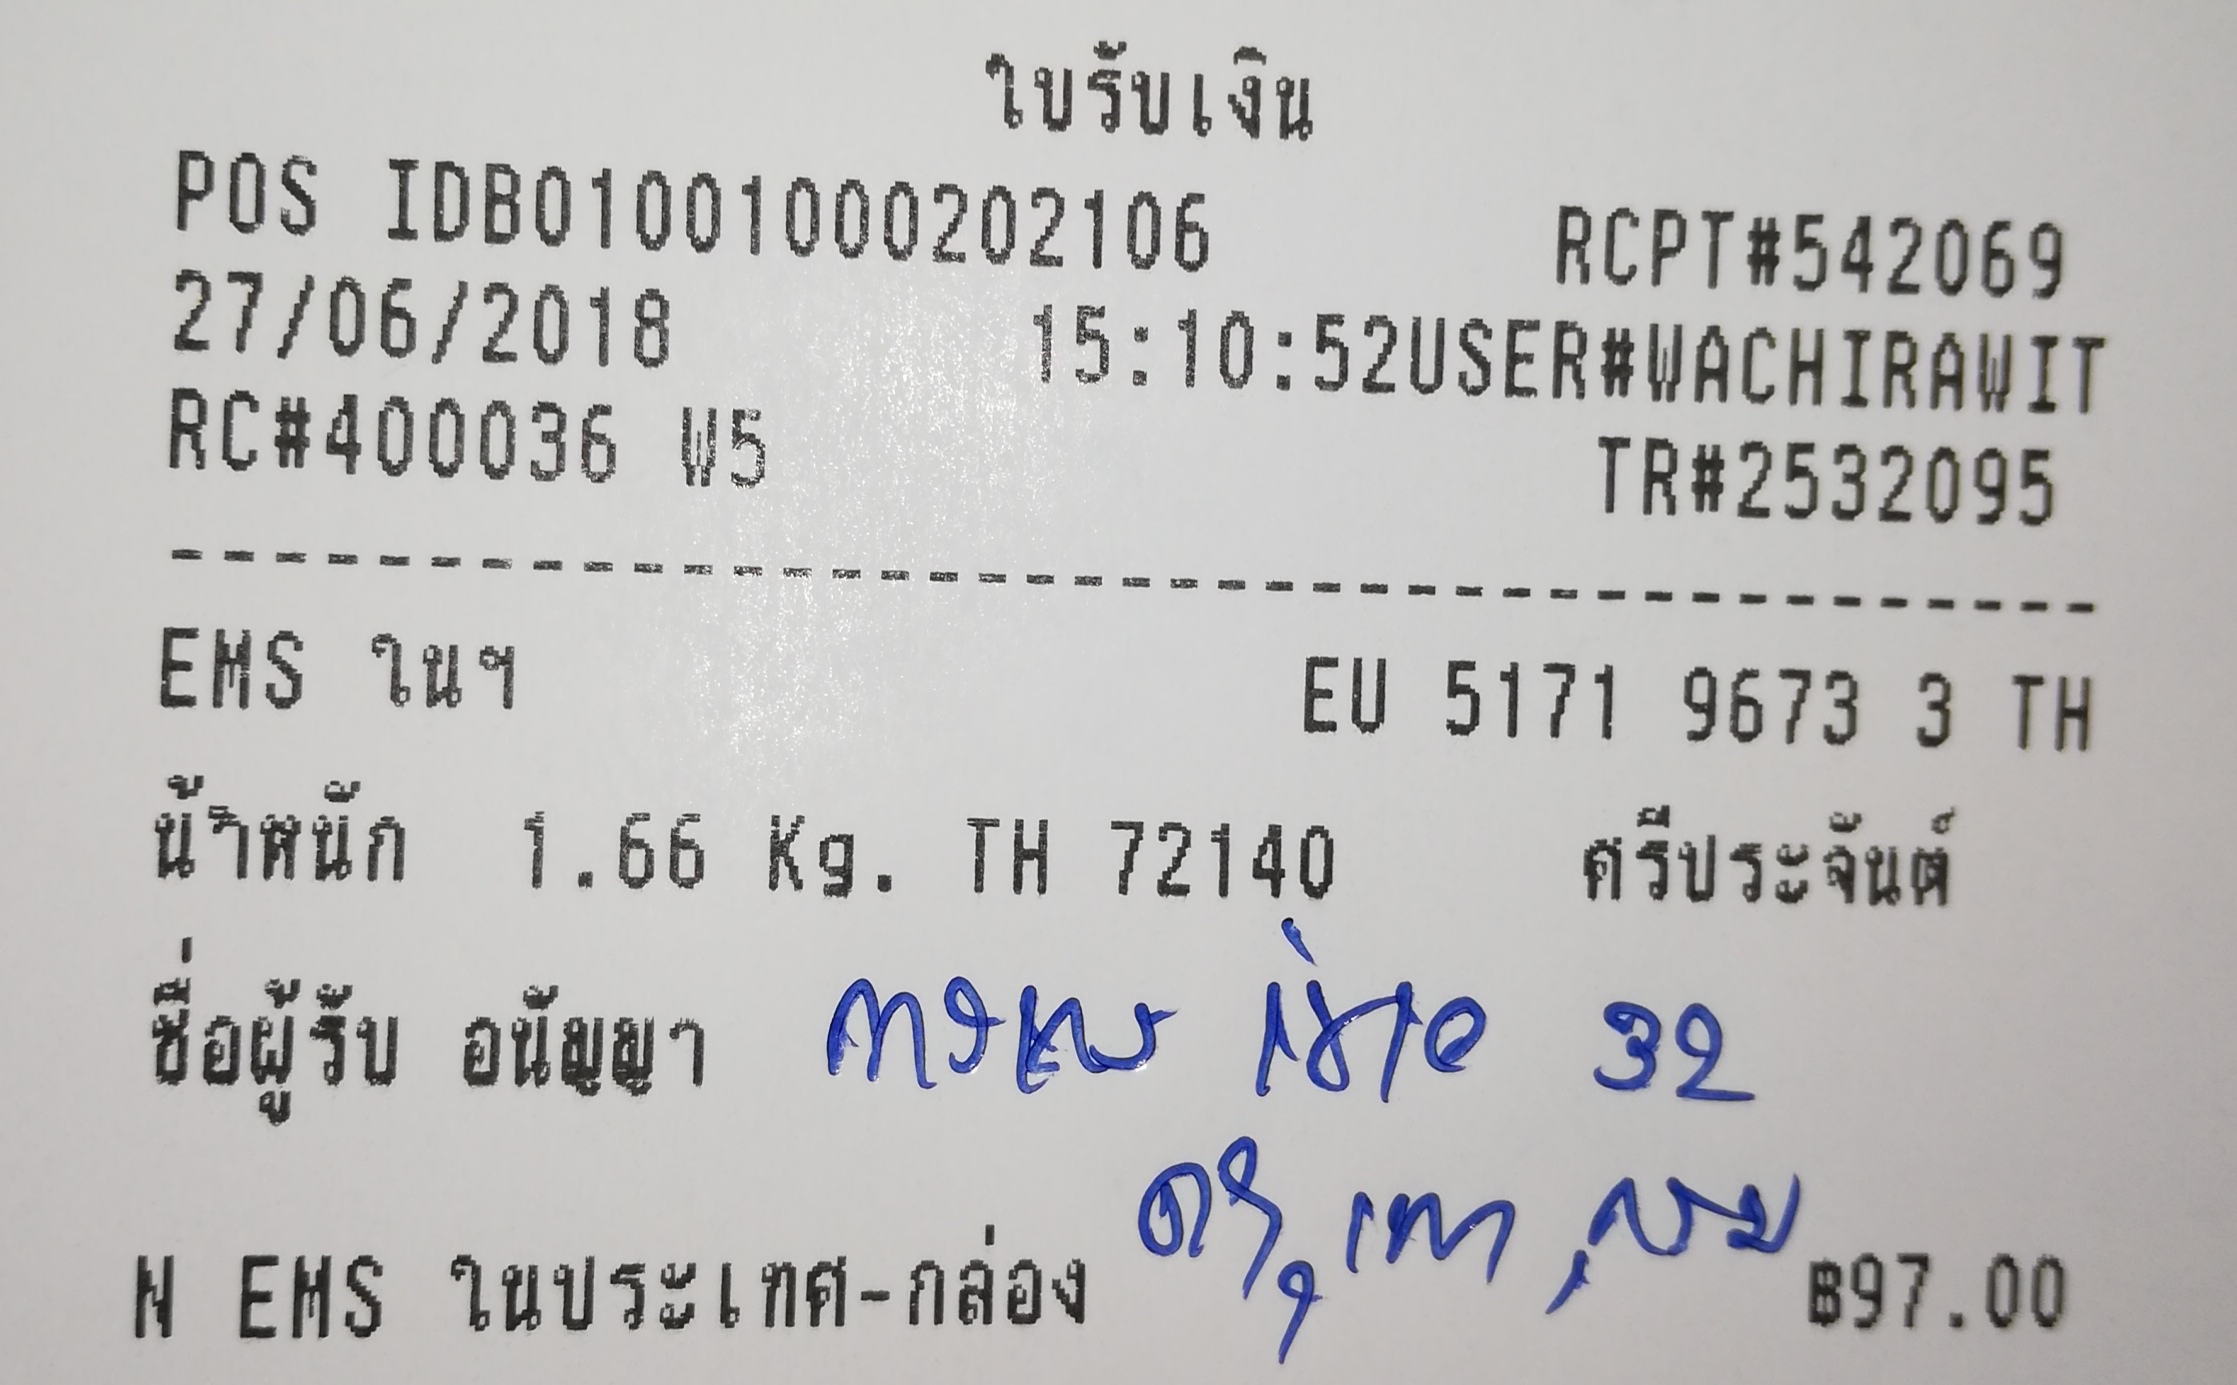 ใบรับเงิน
POS IDB01001000202106 RCPT#542069
27/06/2018 15:10:52USER#WACHIRAWIT
RC#400036 W5 TR#2532095
--------------------------------
EMS ในฯ EU 5171 9673 3 TH
น้ำหนัก 1.66 Kg. TH 72140 ศรีประจันต์
ชื่อผู้รับ อนัญญา 32
N EMS ในประเทศ-กล่อง ฿97.00